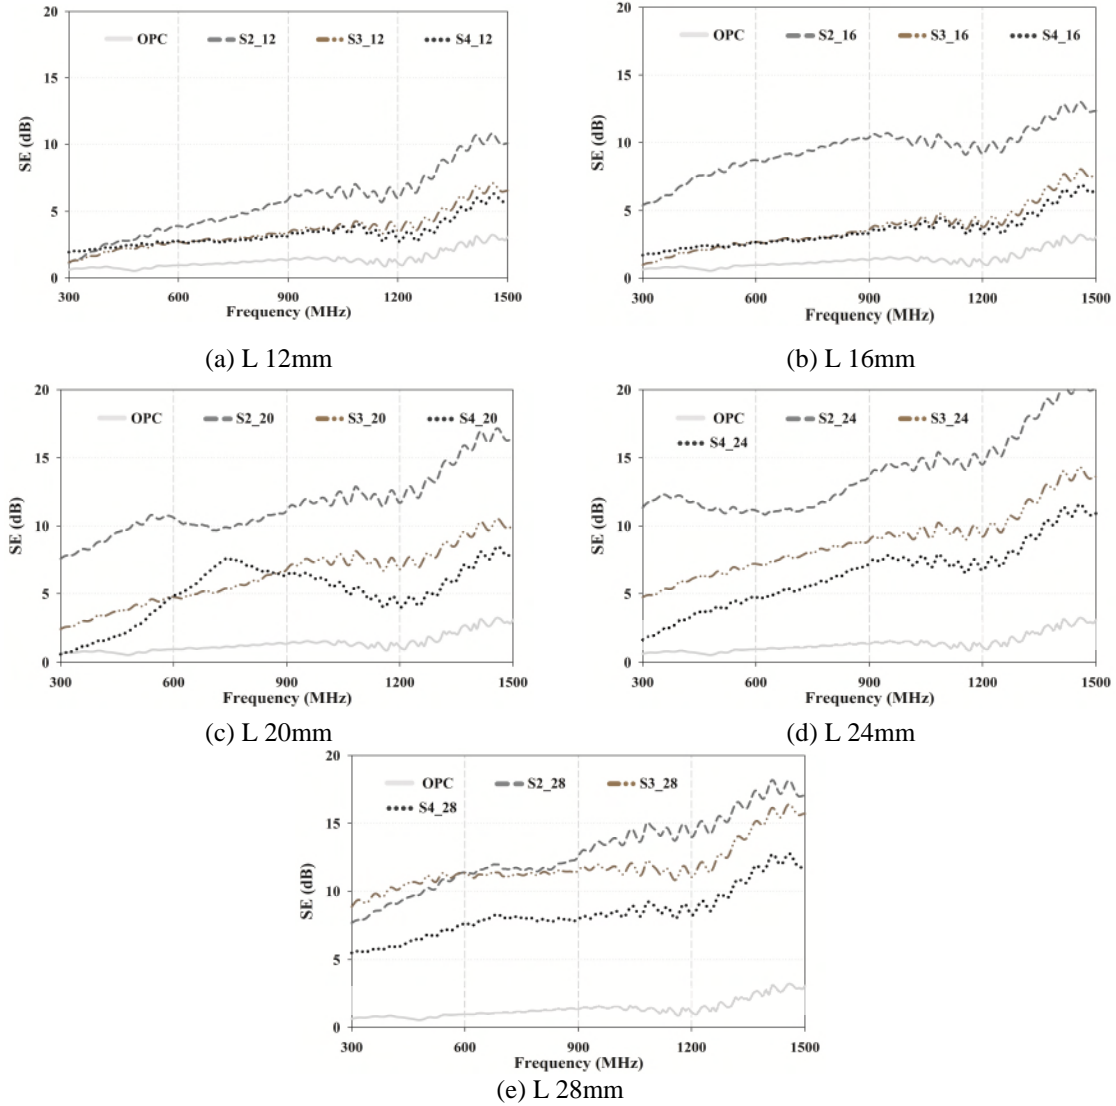 OPC S2_12 S3_12 S4_12
20
15
10
5
0
SE (dB)
300 600 900 1200 1500
Frequency (MHz)
(a) L 12mm
OPC S2_16 S3_16 S4_16
20
15
10
5
0
SE (dB)
300 600 900 1200 1500
Frequency (MHz)
(b) L 16mm
OPC S2_20 S3_20 S4_20
20
15
10
5
0
SE (dB)
300 600 900 1200 1500
Frequency (MHz)
(c) L 20mm
OPC S2_24 S3_24
S4_24
20
15
10
5
0
SE (dB)
300 600 900 1200 1500
Frequency (MHz)
(d) L 24mm
OPC S2_28 S3_28
S4_28
20
15
10
5
0
SE (dB)
300 600 900 1200 1500
Frequency (MHz)
(e) L 28mm